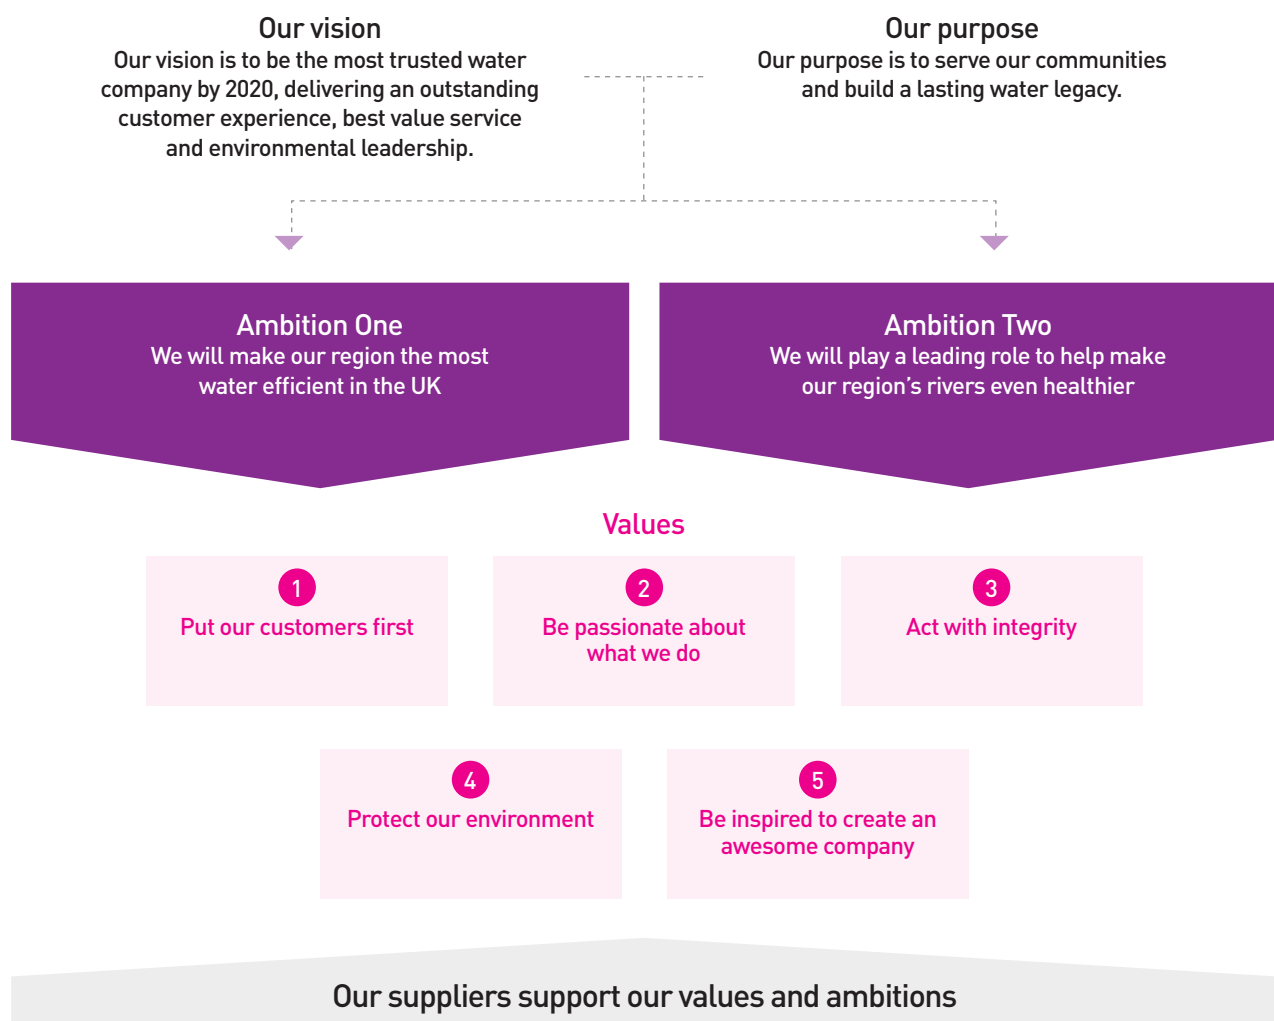 Our vision
Our vision is to be the most trusted water
company by 2020, delivering an outstanding
customer experience, best value service
and environmental leadership.
Our purpose
Our purpose is to serve our communities
and build a lasting water legacy.
Ambition One
We will make our region the most
water efficient in the UK
Ambition Two
We will play a leading role to help make
our region’s rivers even healthier
Values
1
Put our customers first
2
Be passionate about
what we do
3
Act with integrity
4
Protect our environment
5
Be inspired to create an
awesome company
Our suppliers support our values and ambitions